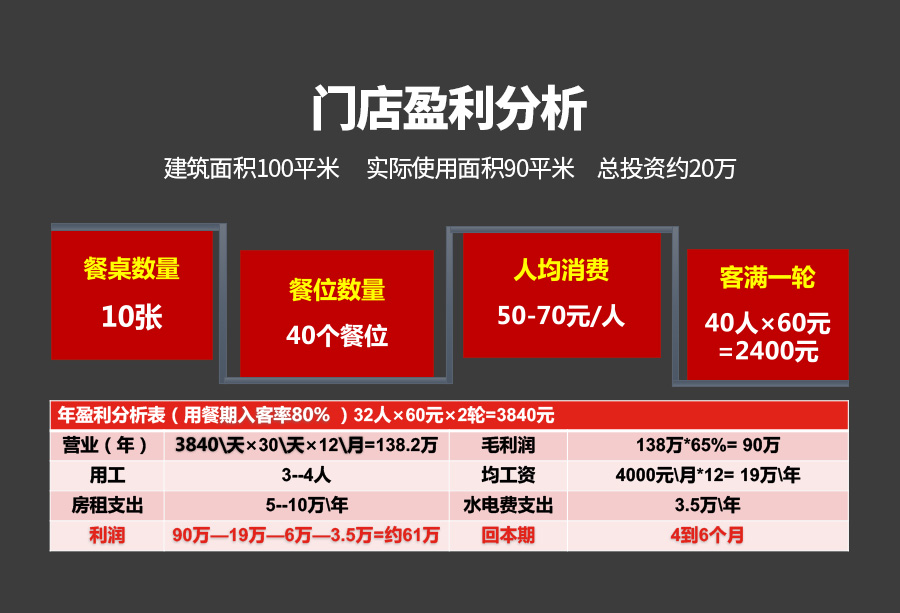 门店盈利分析
建筑面积100平米 实际使用面积90平米 总投资约20万
餐桌数量
10张
餐位数量
40个餐位
人均消费
50-70元/人
客满一轮
40人×60元
=2400元
年盈利分析表（用餐期入客率80% ）32人×60元×2轮=3840元
营业（年） 3840\天×30\天×12\月=138.2万 毛利润 138万*65%= 90万
用工 3--4人 均工资 4000元\月*12= 19万\年
房租支出 5--10万\年 水电费支出 3.5万\年
利润 90万—19万—6万—3.5万=约61万 回本期 4到6个月